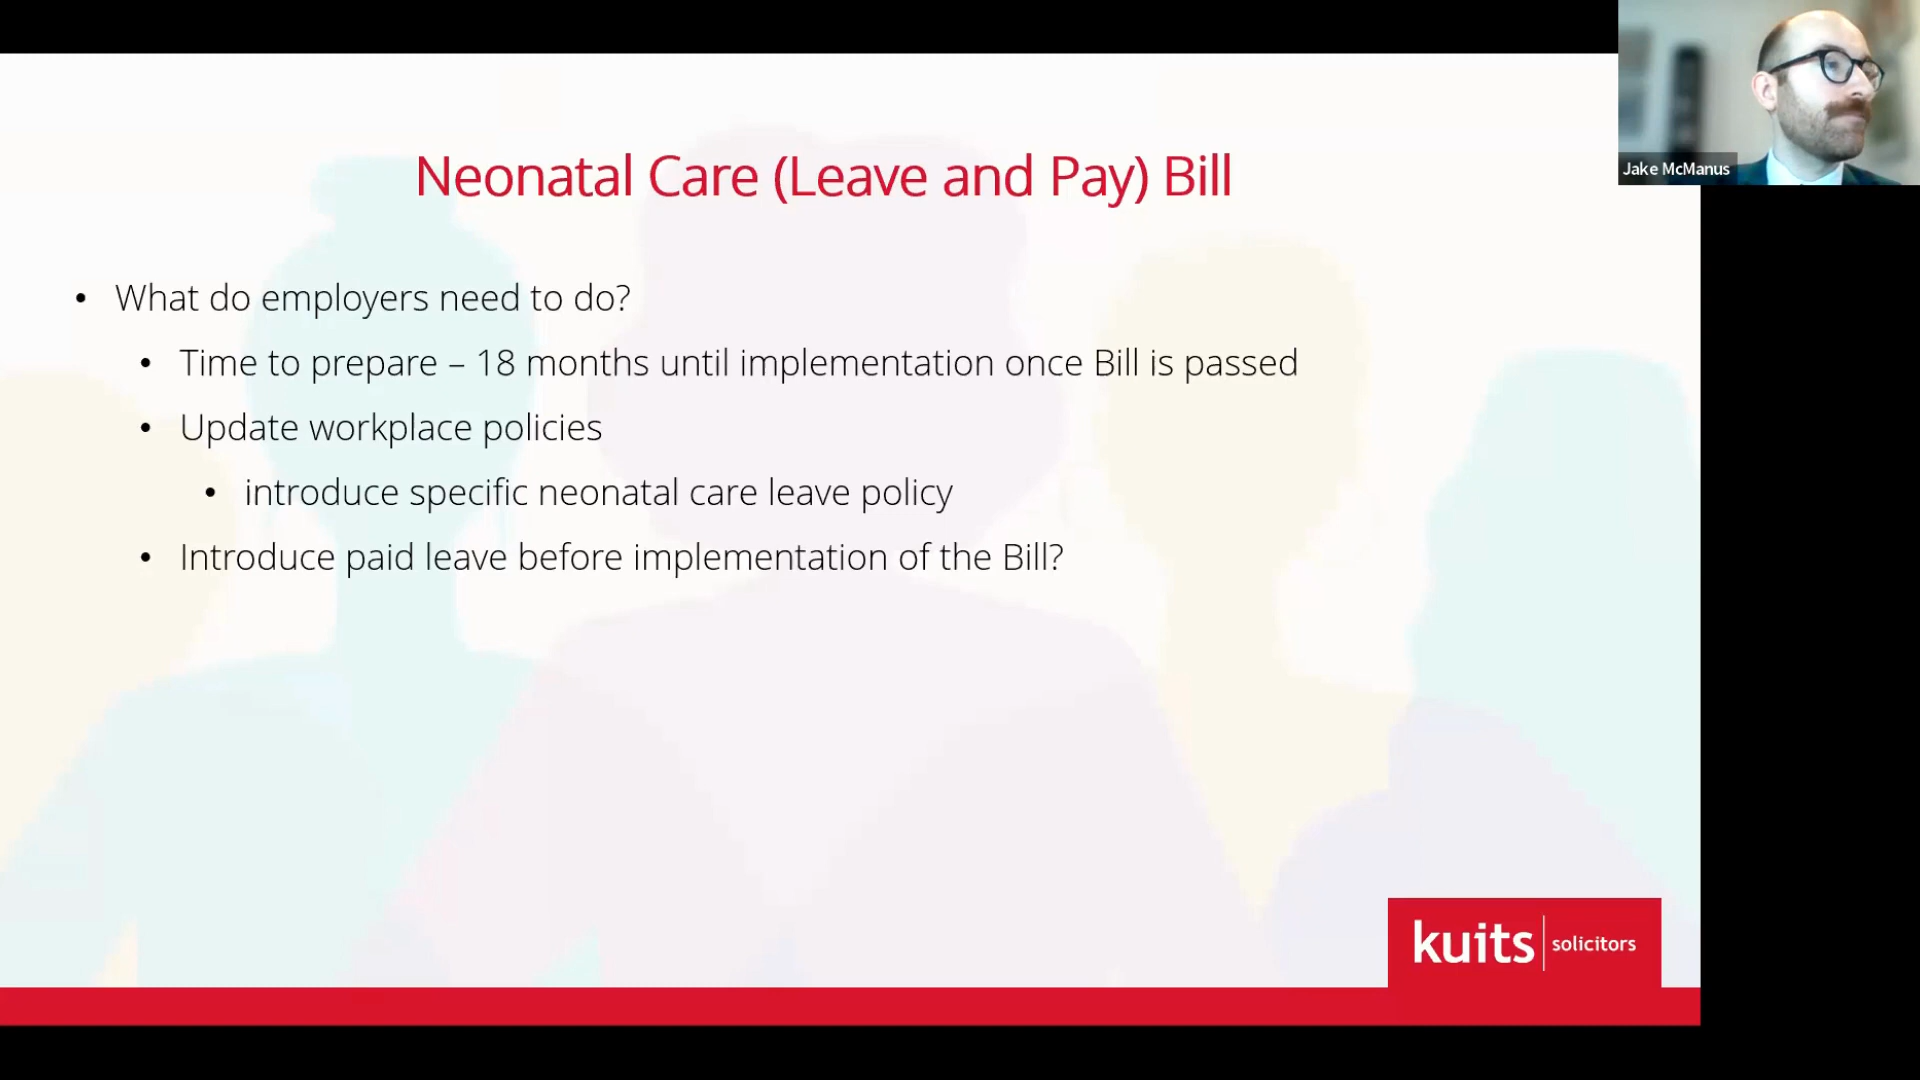 Jake McManus
Neonatal Care (Leave and Pay) Bill
• What do employers need to do?
• Time to prepare – 18 months until implementation once Bill is passed
• Update workplace policies
• introduce specific neonatal care leave policy
• Introduce paid leave before implementation of the Bill?
kuits solicitors